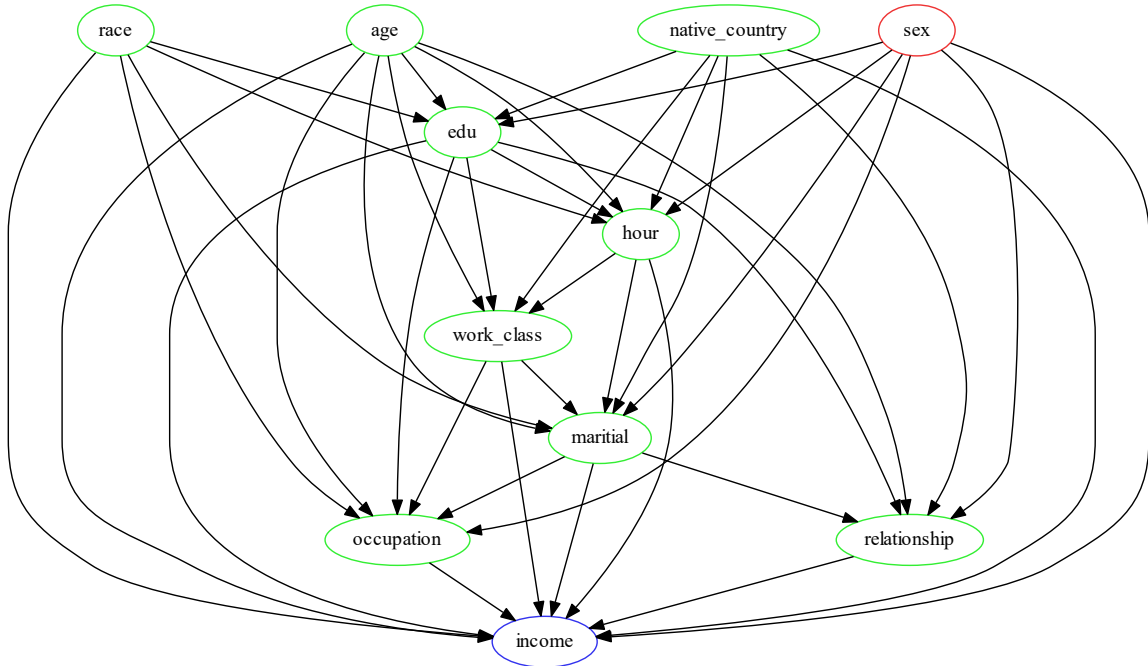 race
age
native_country
sex
edu
hour
work_class
maritial
occupation
relationship
income